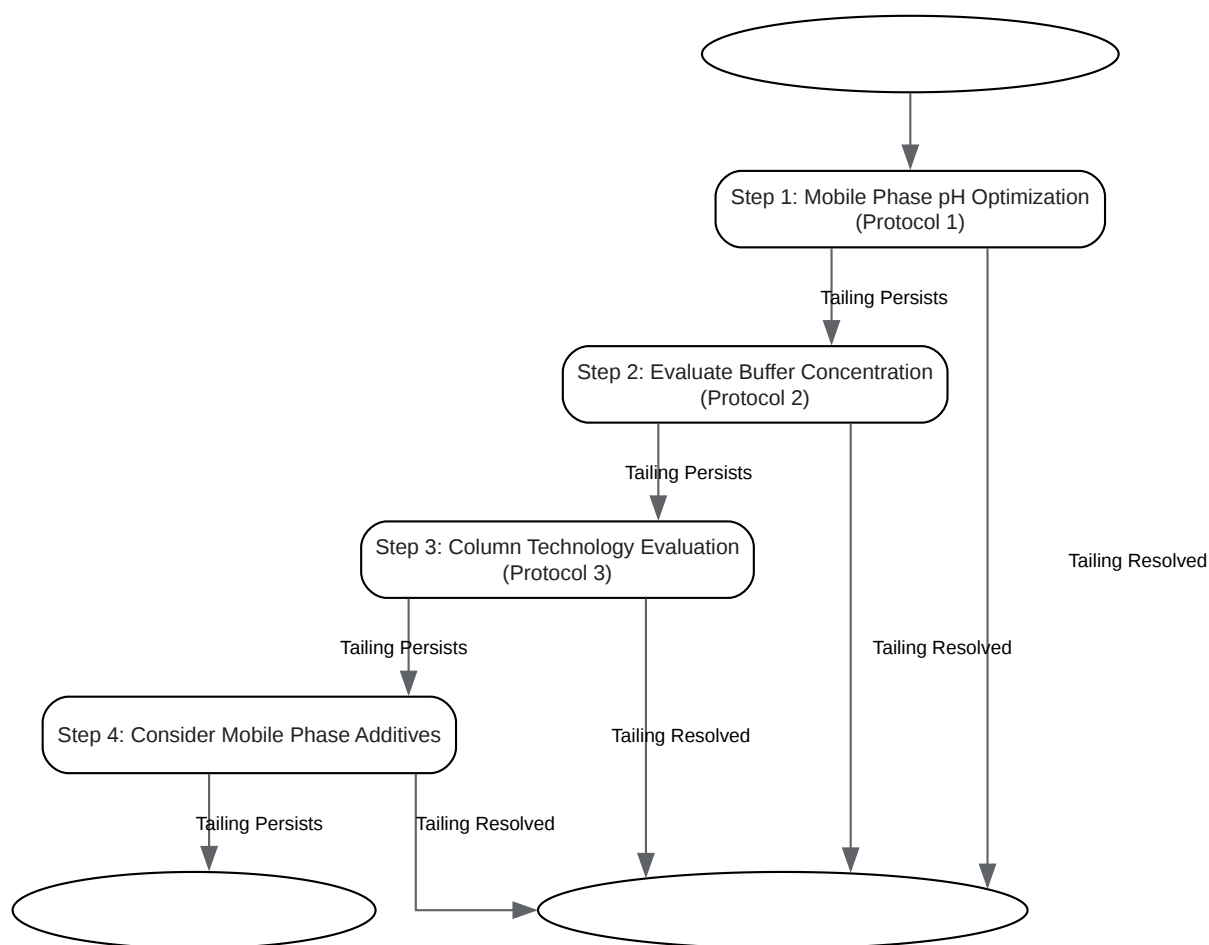 Step 1: Mobile Phase pH Optimization
(Protocol 1)
Tailing Persists
Step 2: Evaluate Buffer Concentration
(Protocol 2)
Tailing Persists
Step 3: Column Technology Evaluation
(Protocol 3)
Tailing Resolved
Tailing Persists
Tailing Resolved
Step 4: Consider Mobile Phase Additives
Tailing Resolved
Tailing Persists
Tailing Resolved